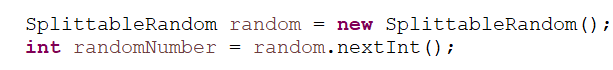 SplittableRandom random = new SplittableRandom();
int randomNumber = random.nextInt();